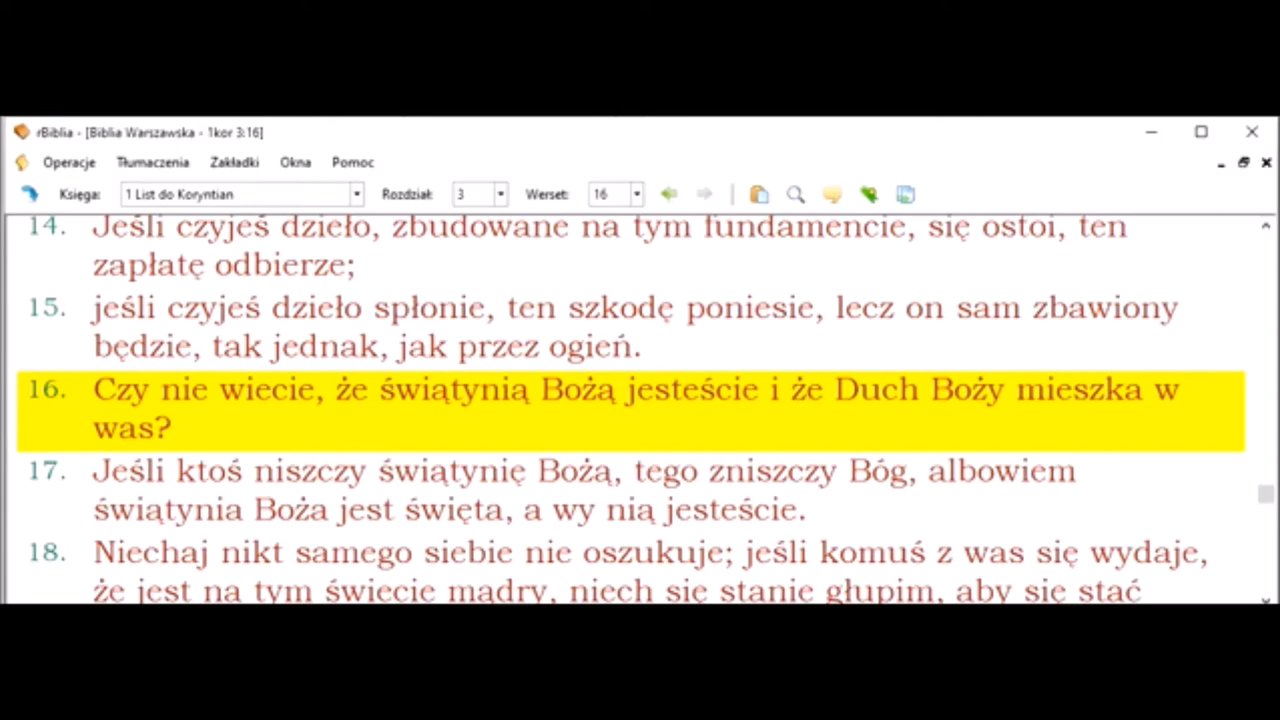 rBiblia - [Biblia Warszawska - 1kor 3:16]
Operacje Tłumaczenia Zakładki Okna Pomoc
Księga: 1 List do Koryntian Rozdział: 3 Werset: 16
14. Jeśli czyjeś dzieło, zbudowane na tym fundamencie, się ostoi, ten
zapłatę odbierze;
15. jeśli czyjeś dzieło spłonie, ten szkodę poniesie, lecz on sam zbawiony
będzie, tak jednak, jak przez ogień.
16. Czy nie wiecie, że świątynią Bożą jesteście i że Duch Boży mieszka w
was?
17. Jeśli ktoś niszczy świątynię Bożą, tego zniszczy Bóg, albowiem
świątynia Boża jest święta, a wy nią jesteście.
18. Niechaj nikt samego siebie nie oszukuje; jeśli komuś z was się wydaje,
że jest na tym świecie mądry, niech się stanie głupim, aby się stać